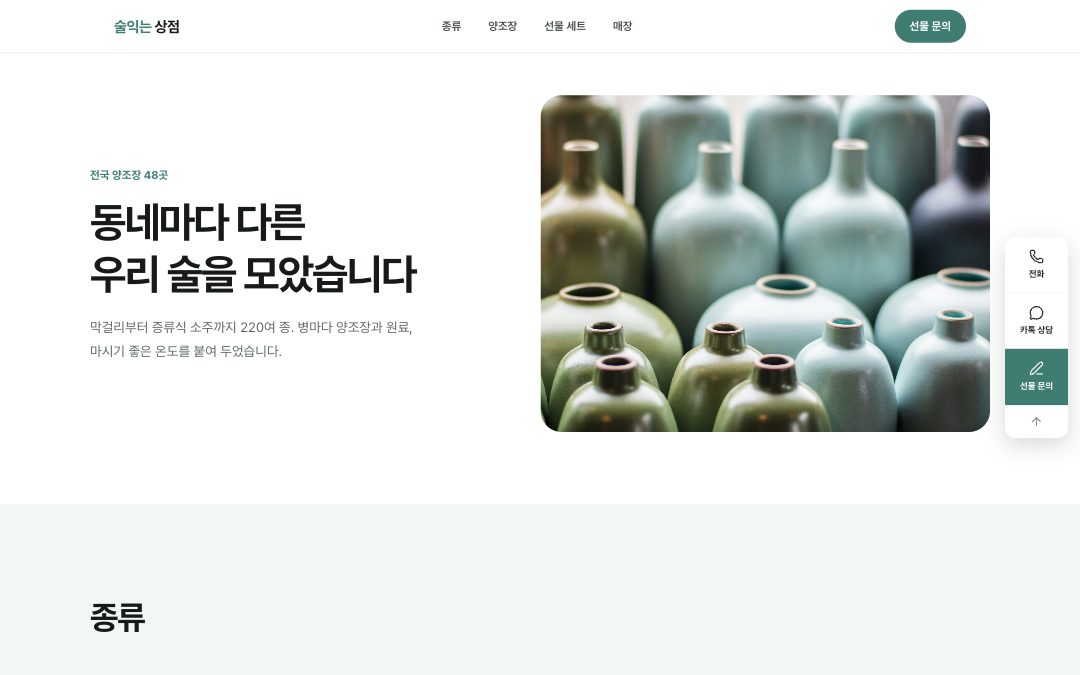 술익는 상점
종류
양조장
선물 세트
매장
선물 문의
전국 양조장 48곳
동네마다 다른
우리 술을 모았습니다
막걸리부터 증류식 소주까지 220여 종. 병마다 양조장과 원료,
마시기 좋은 온도를 붙여 두었습니다.
전화
카톡 상담
선물 문의
종류